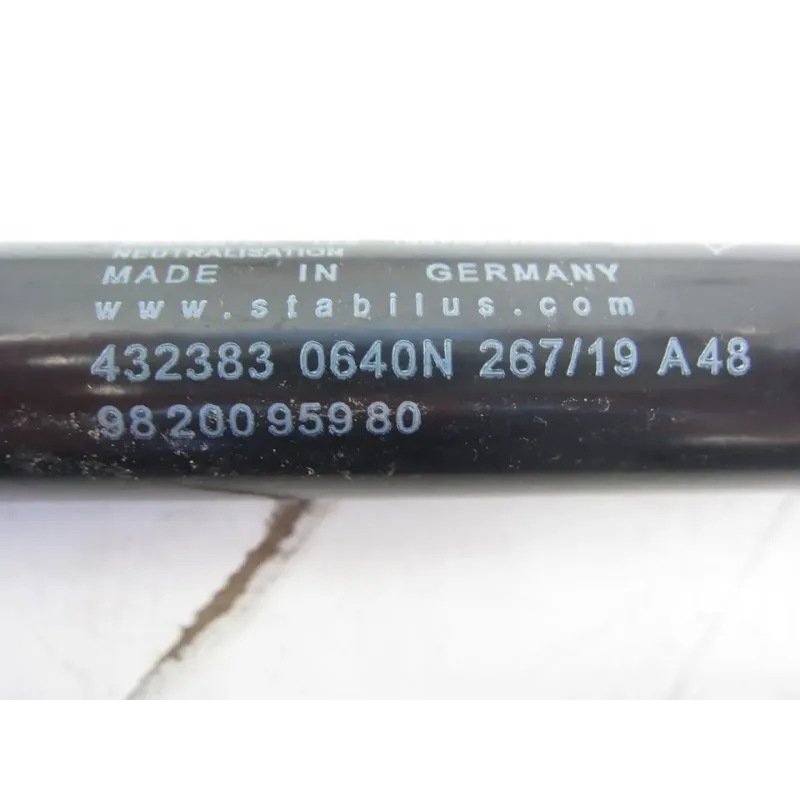 NEUTRALISATION
MADE IN GERMANY
www.stabilus.com
432383 0640N 267/19 A48
98 200 959 80